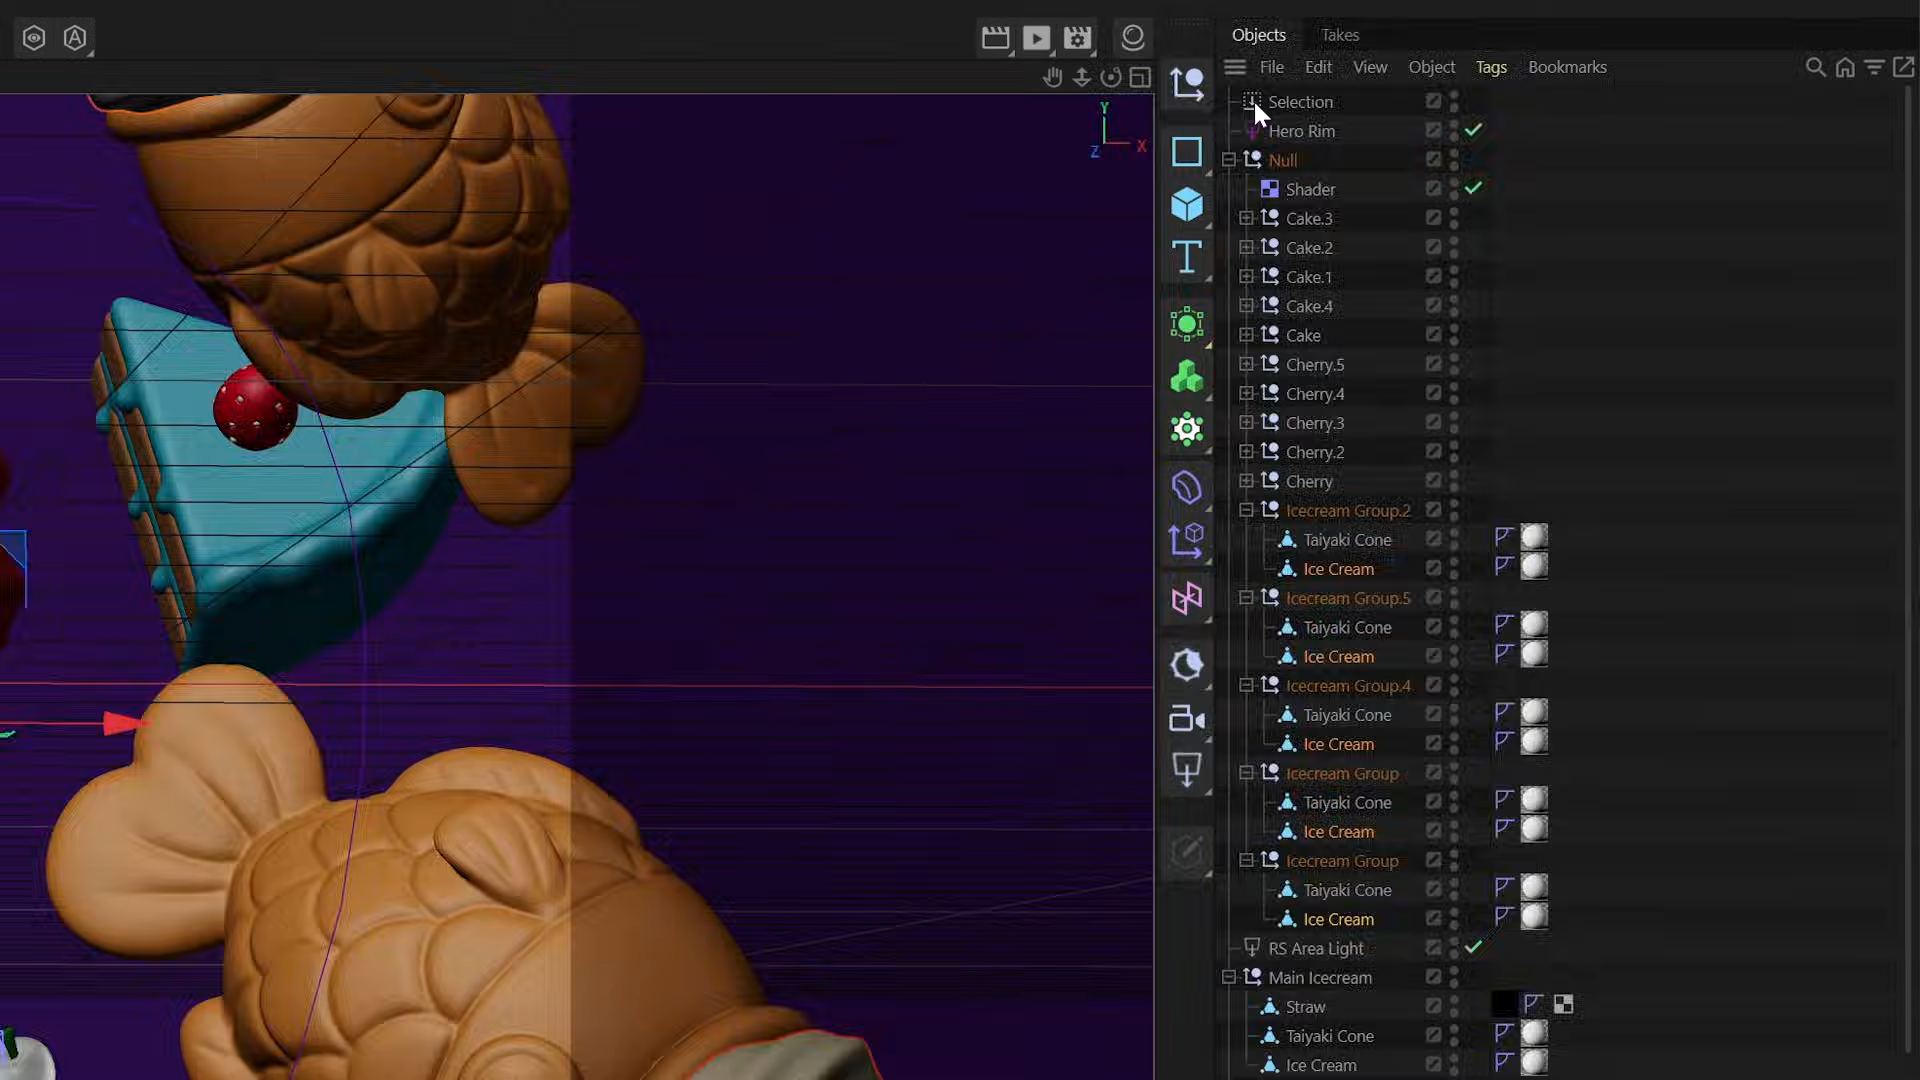 Objects Takes
File Edit View Object Tags Bookmarks
Selection
Hero Rim
Null
Shader
Cake.3
Cake.2
Cake.1
Cake.4
Cake
Cherry.5
Cherry.4
Cherry.3
Cherry.2
Cherry
Icecream Group.2
Taiyaki Cone
Ice Cream
Icecream Group.5
Taiyaki Cone
Ice Cream
Icecream Group.4
Taiyaki Cone
Ice Cream
Icecream Group
Taiyaki Cone
Ice Cream
Icecream Group
Taiyaki Cone
Ice Cream
RS Area Light
Main Icecream
Straw
Taiyaki Cone
Ice Cream
Y
Z X